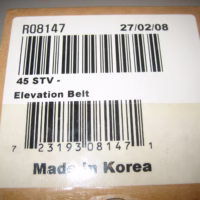 R08147 27/02/08
45 STV -
Elevation Belt
7 23193 08147 1
Made In Korea